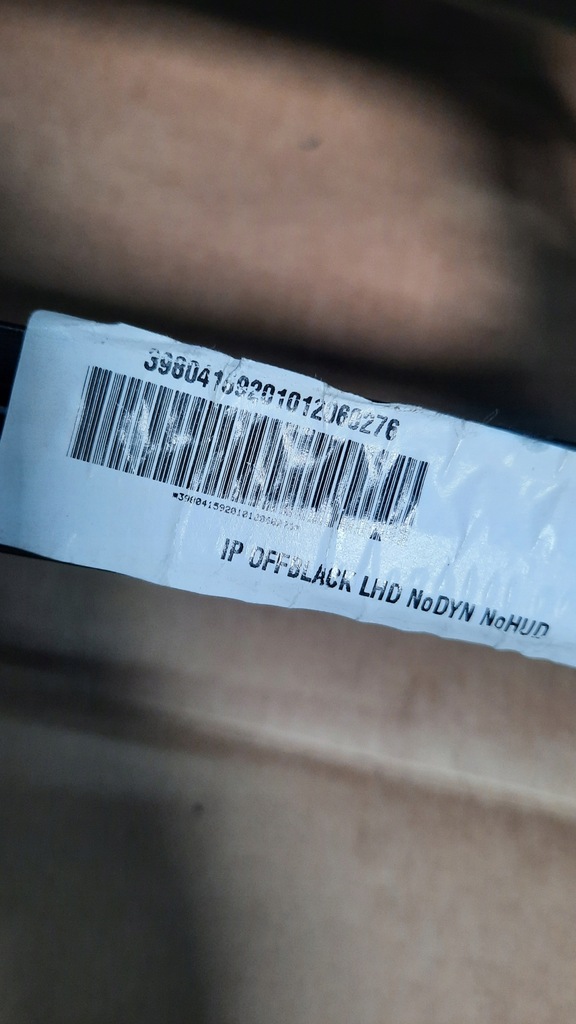 39804159201012060276
IP OFFBLACK LHD NoDYN NoHUD